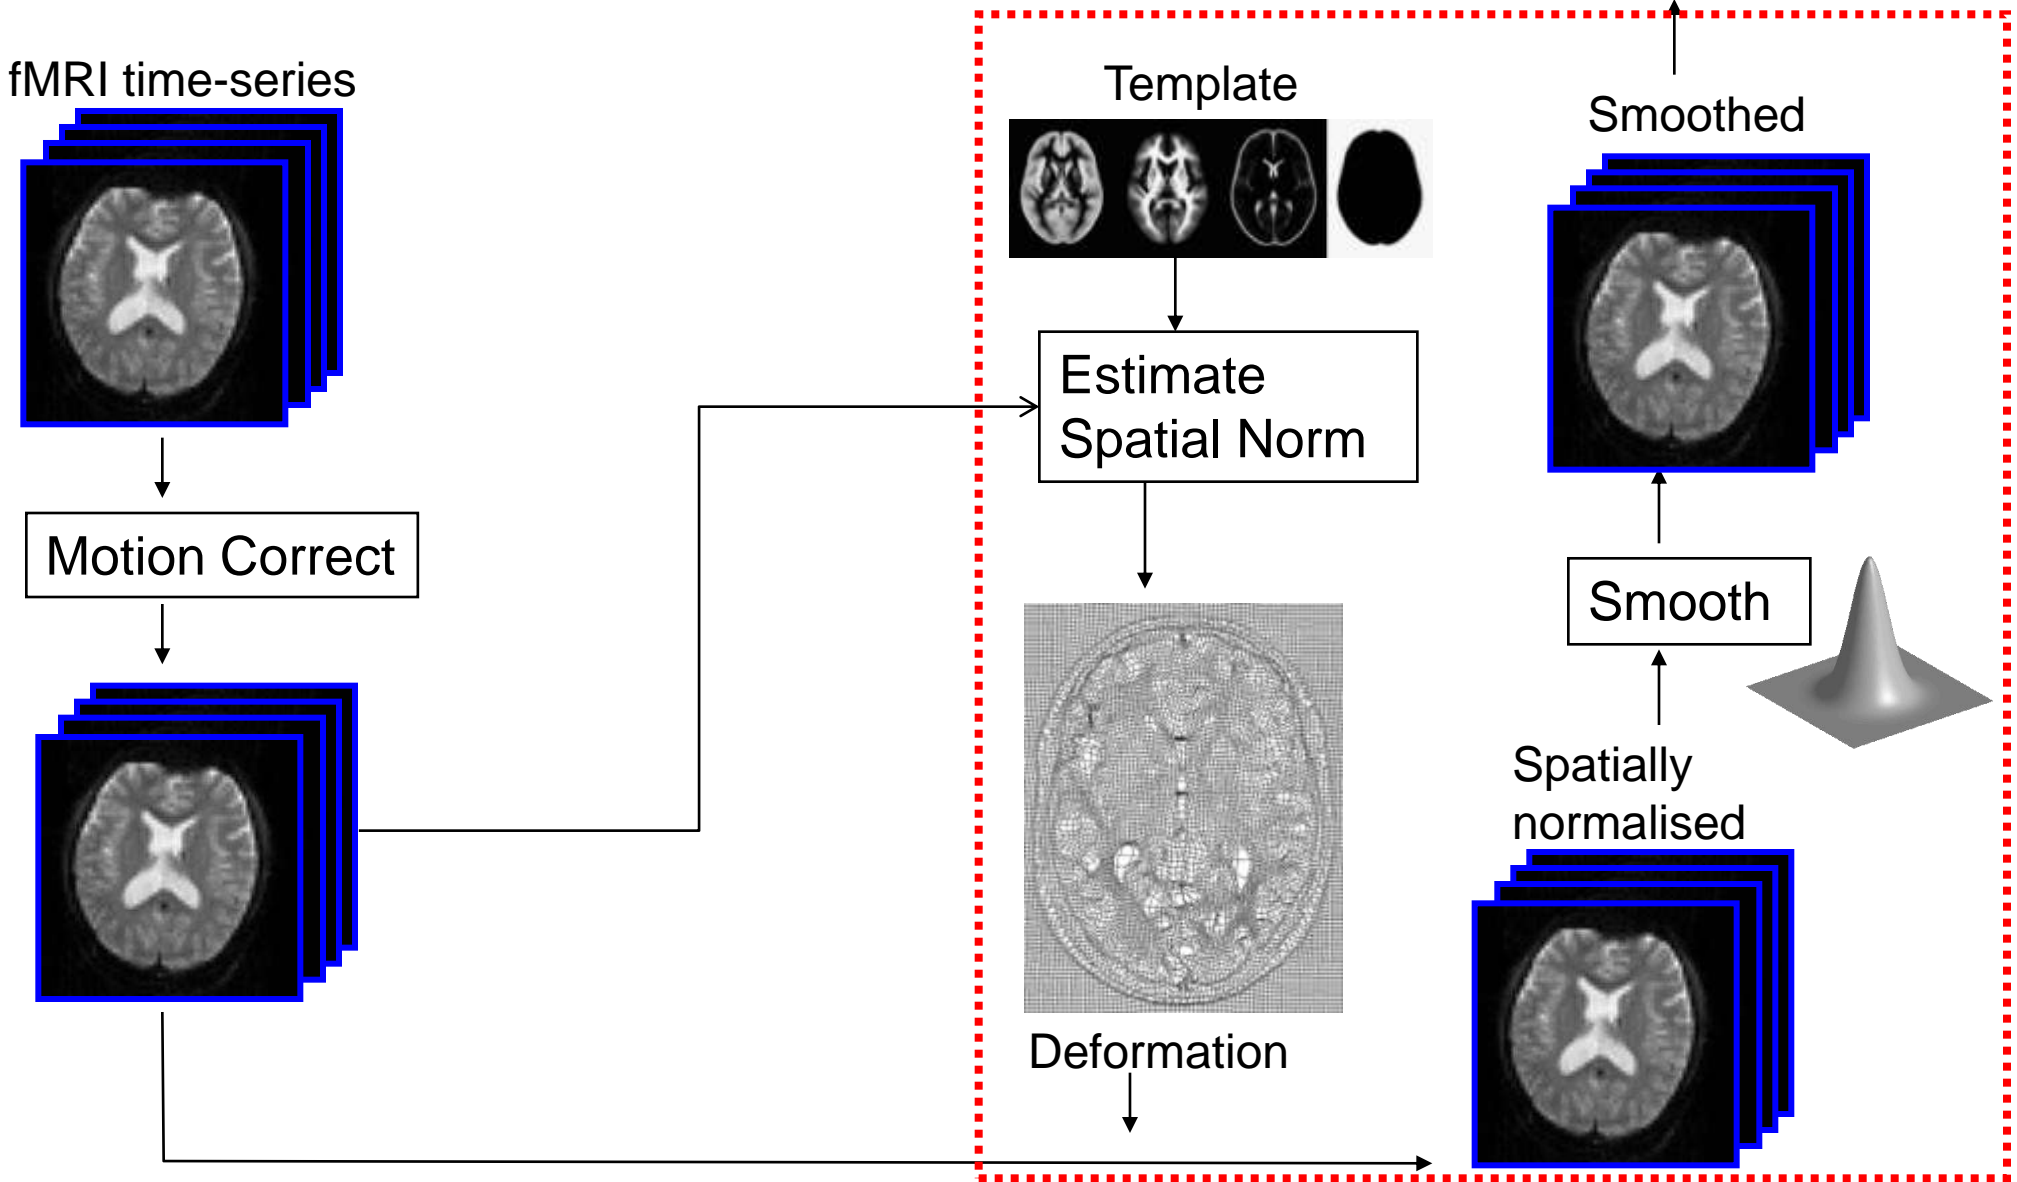 fMRI time-series
Motion Correct
Template
Estimate
Spatial Norm
Deformation
Smoothed
Smooth
Spatially
normalised